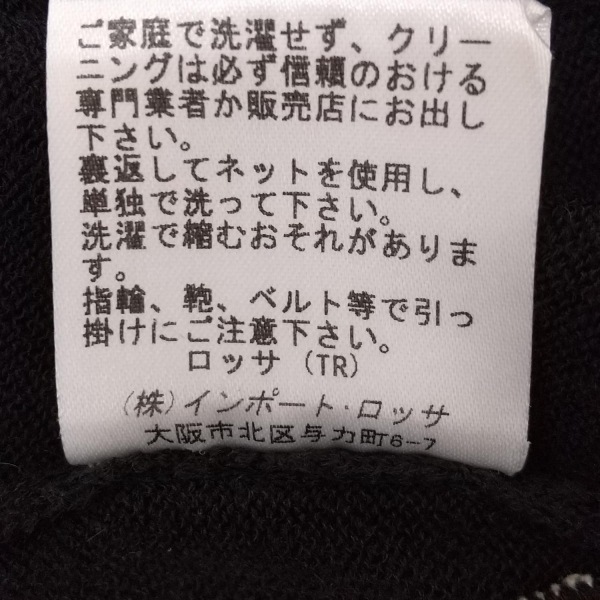 ご家庭で洗濯せず、クリー
ニングは必ず信頼のおける
専門業者か販売店にお出し
下さい。
裏返してネットを使用し、
単独で洗って下さい。
洗濯で縮むおそれがありま
す。
指輪、鞄、ベルト等で引っ
掛けにご注意下さい。
ロッサ (TR)
(株)インポート・ロッサ
大阪市北区与力町6-7